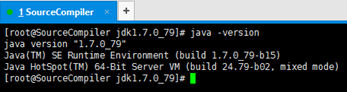 1 SourceCompiler
[root@SourceCompiler jdk1.7.0_79]# java -version
java version "1.7.0_79"
Java(TM) SE Runtime Environment (build 1.7.0_79-b15)
Java HotSpot(TM) 64-Bit Server VM (build 24.79-b02, mixed mode)
[root@SourceCompiler jdk1.7.0_79]#